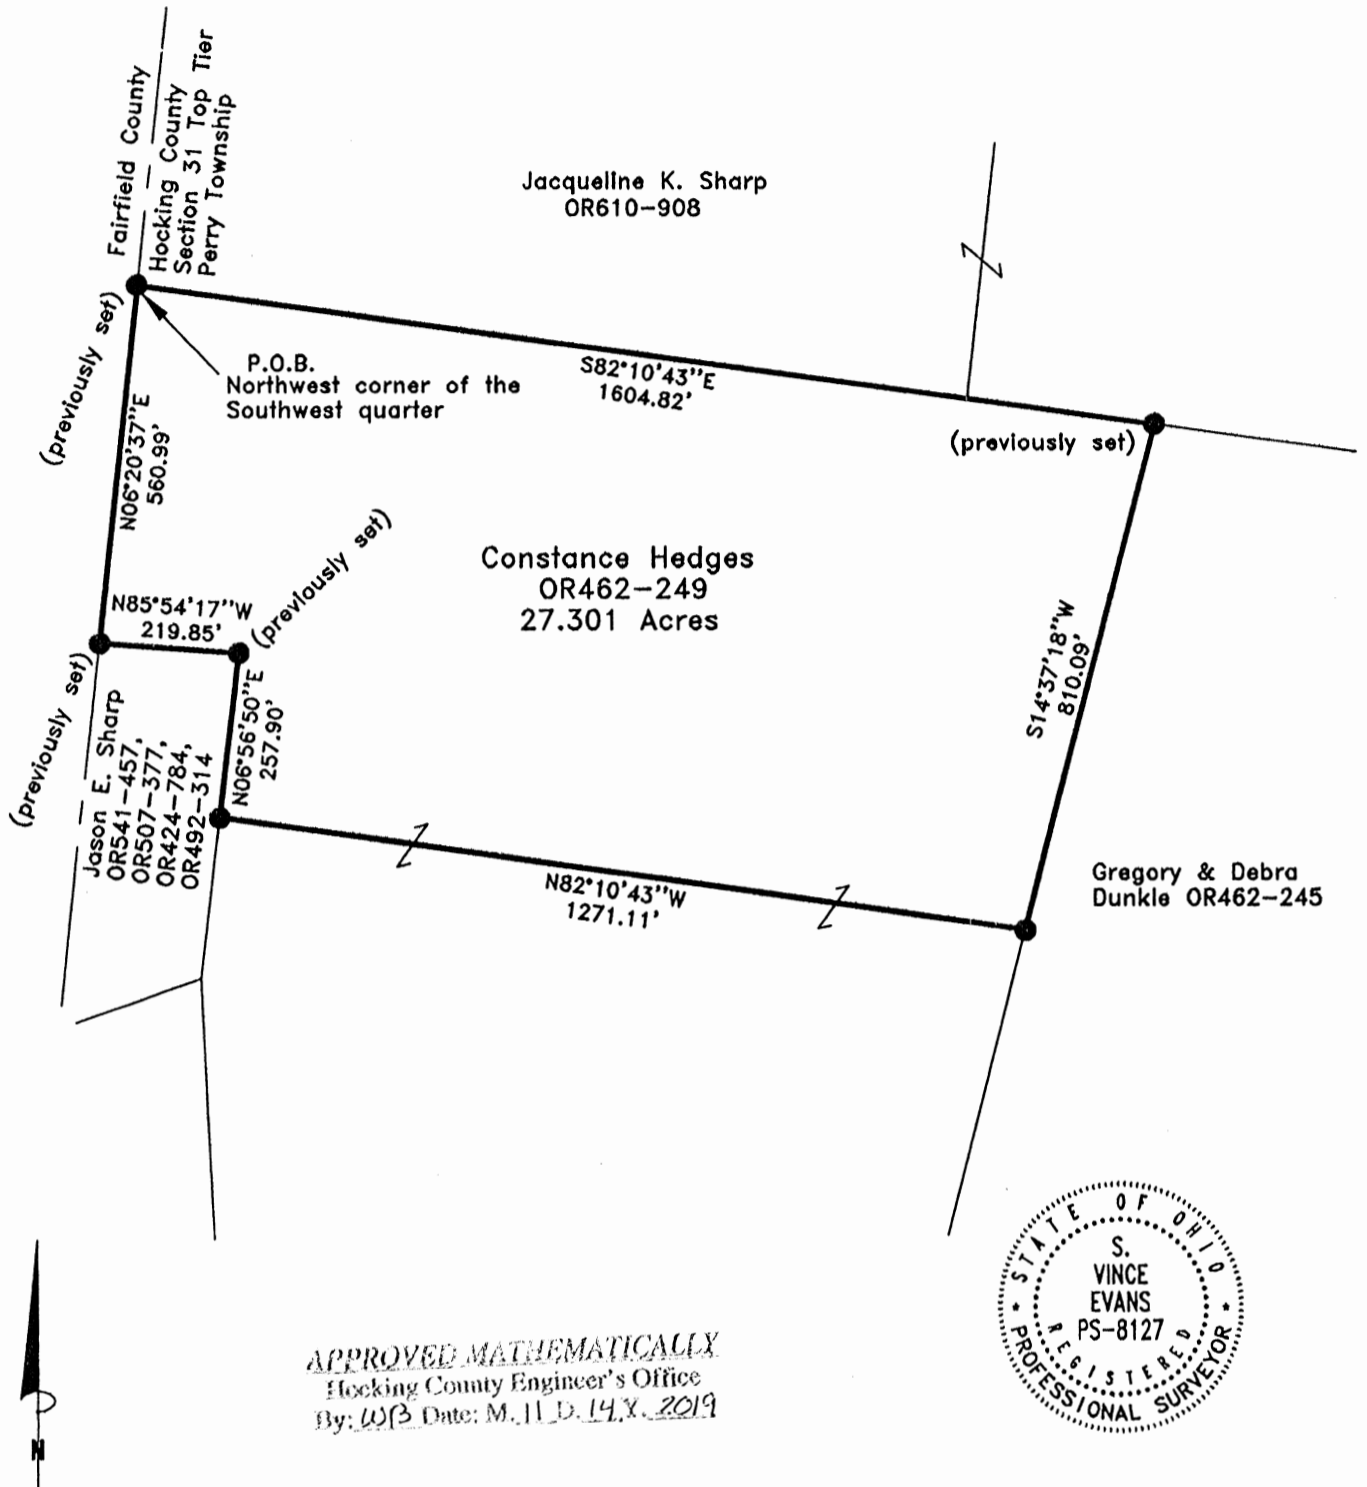 Fairfield County
Hocking County
Section 31 Top Tier
Perry Township
Jacqueline K. Sharp
OR610-908
(previously set)
P.O.B.
Northwest corner of the
Southwest quarter
S82°10'43"E
1604.82'
(previously set)
N06°20'37"E
560.99'
(previously set)
Constance Hedges
OR462-249
27.301 Acres
N85°54'17"W
219.85'
S14°37'18"W
810.09'
(previously set)
Jason E. Sharp
OR541-457,
OR507-377,
OR424-784,
OR492-314
N06°56'50"E
257.90'
N82°10'43"W
1271.11'
Gregory & Debra
Dunkle OR462-245
STATE OF OHIO
S.
VINCE
EVANS
PS-8127
REGISTERED
PROFESSIONAL SURVEYOR
APPROVED MATHEMATICALLY
Hocking County Engineer's Office
By: WB Date: M. 11 D. 14 Y. 2019
N